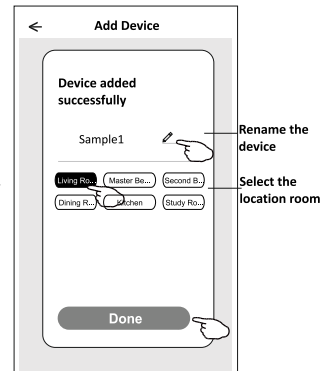 Add Device
Device added
successfully
Sample1
Rename the
device
Living Ro...
Master Be...
Second B...
Select the
location room
Dining R...
Kitchen
Study Ro...
Done